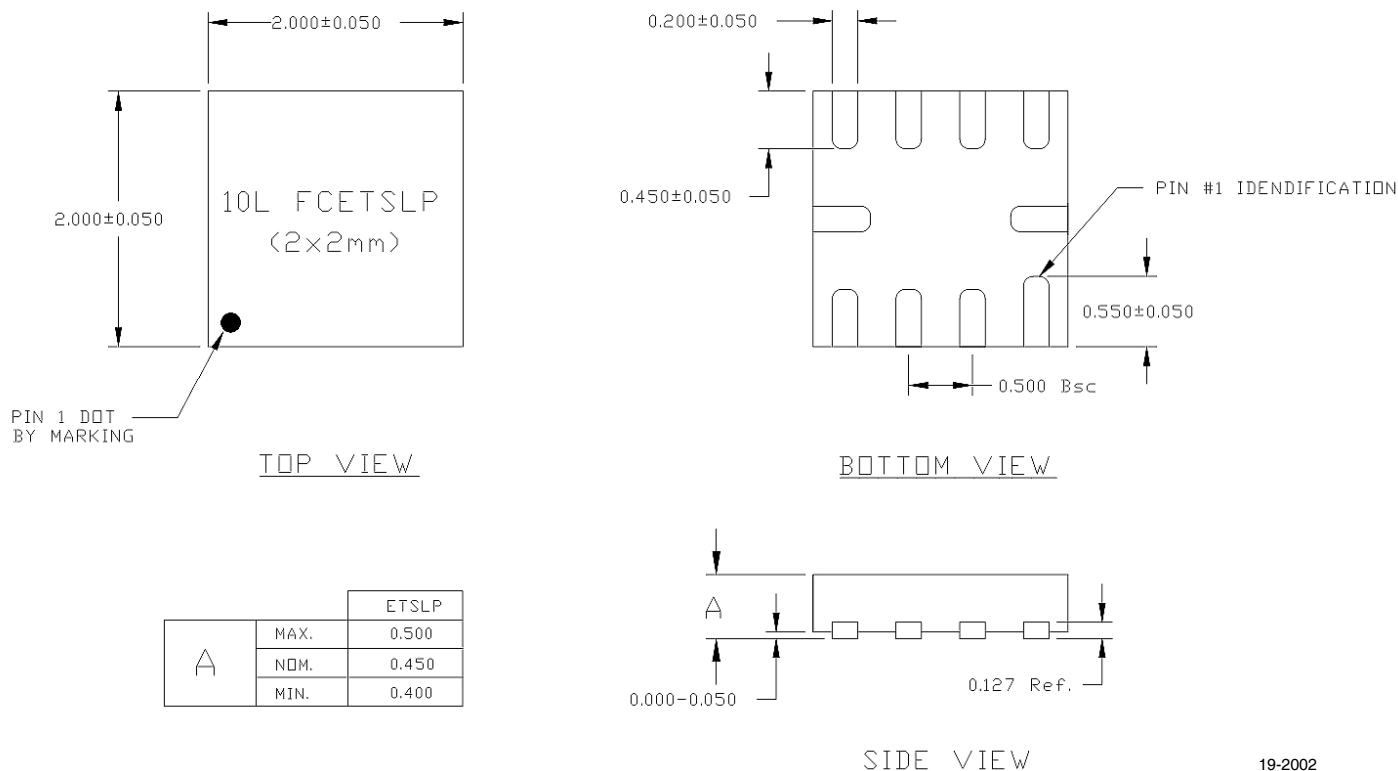 2.000±0.050
2.000±0.050
10L FCETSLP
(2x2mm)
PIN 1 DOT
BY MARKING
TOP VIEW
0.200±0.050
0.450±0.050
PIN #1 IDENDIFICATION
0.550±0.050
0.500 Bsc
BOTTOM VIEW
ETSLP
A
MAX. 0.500
NOM. 0.450
MIN. 0.400
A
0.000-0.050
0.127 Ref.
SIDE VIEW
19-2002